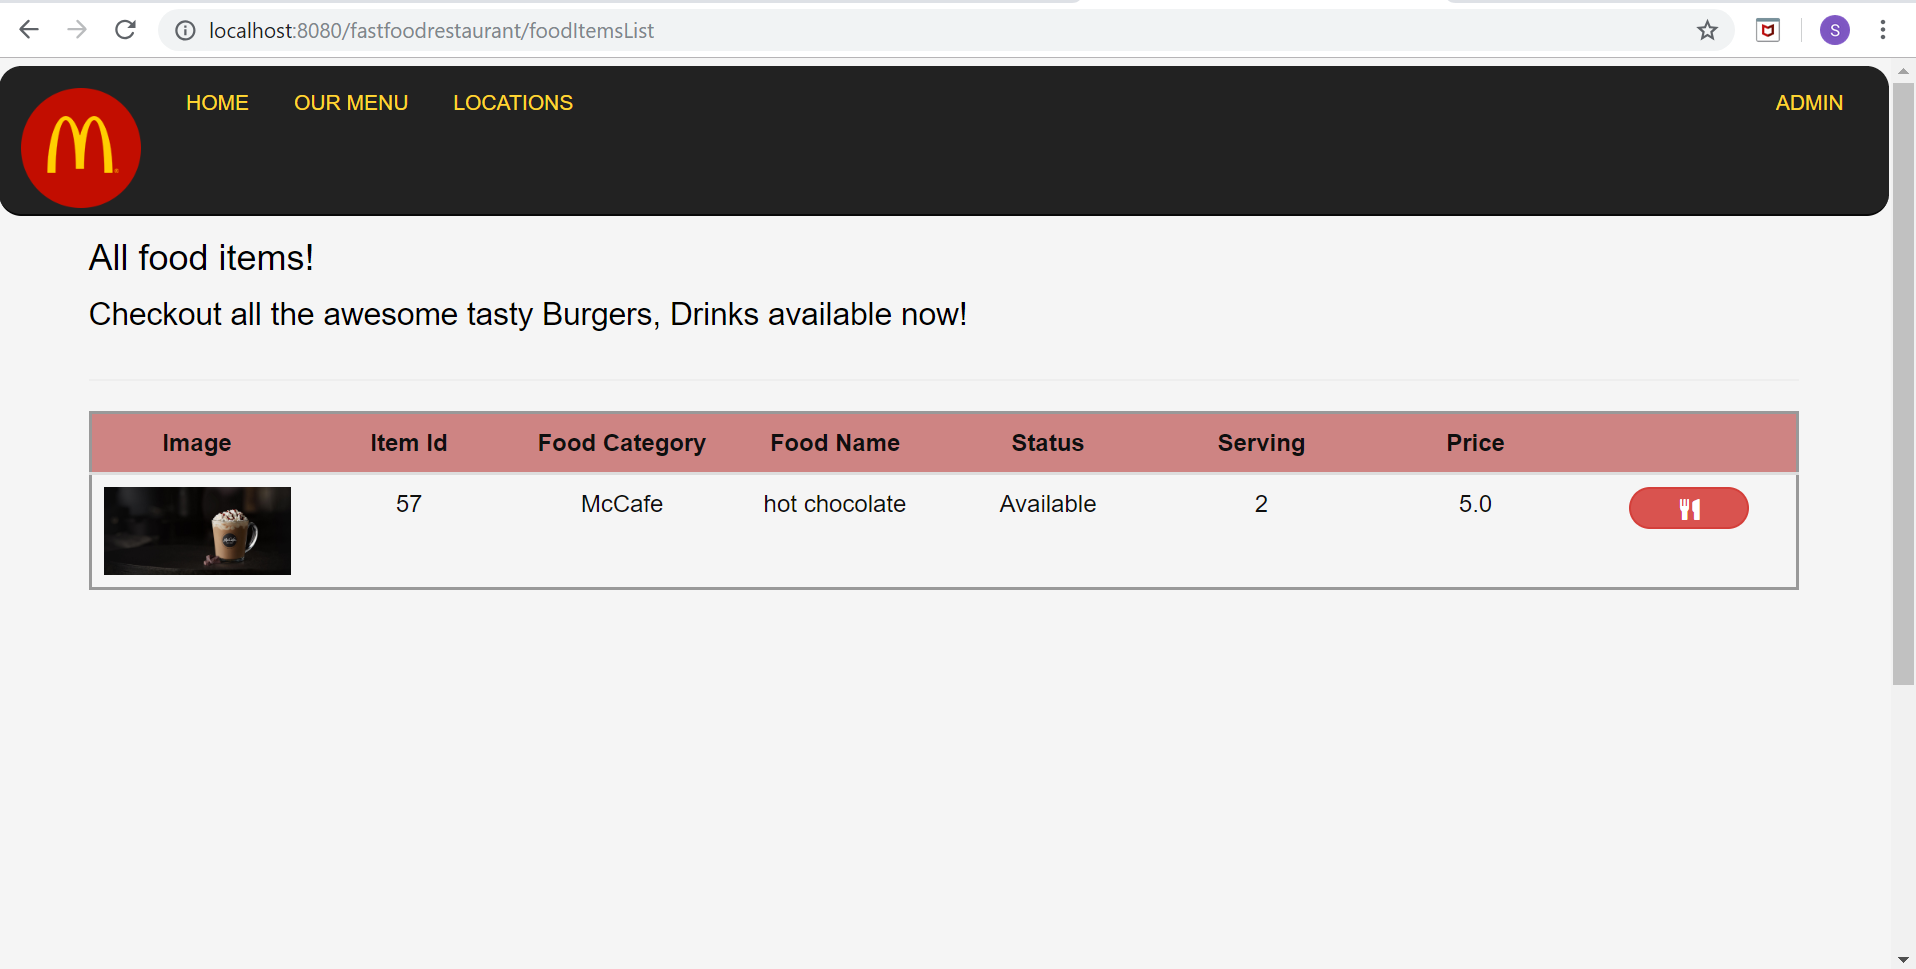 localhost:8080/fastfoodrestaurant/foodItemsList
S
HOME OUR MENU LOCATIONS ADMIN
All food items!
Checkout all the awesome tasty Burgers, Drinks available now!
Image Item Id Food Category Food Name Status Serving Price
57 McCafe hot chocolate Available 2 5.0